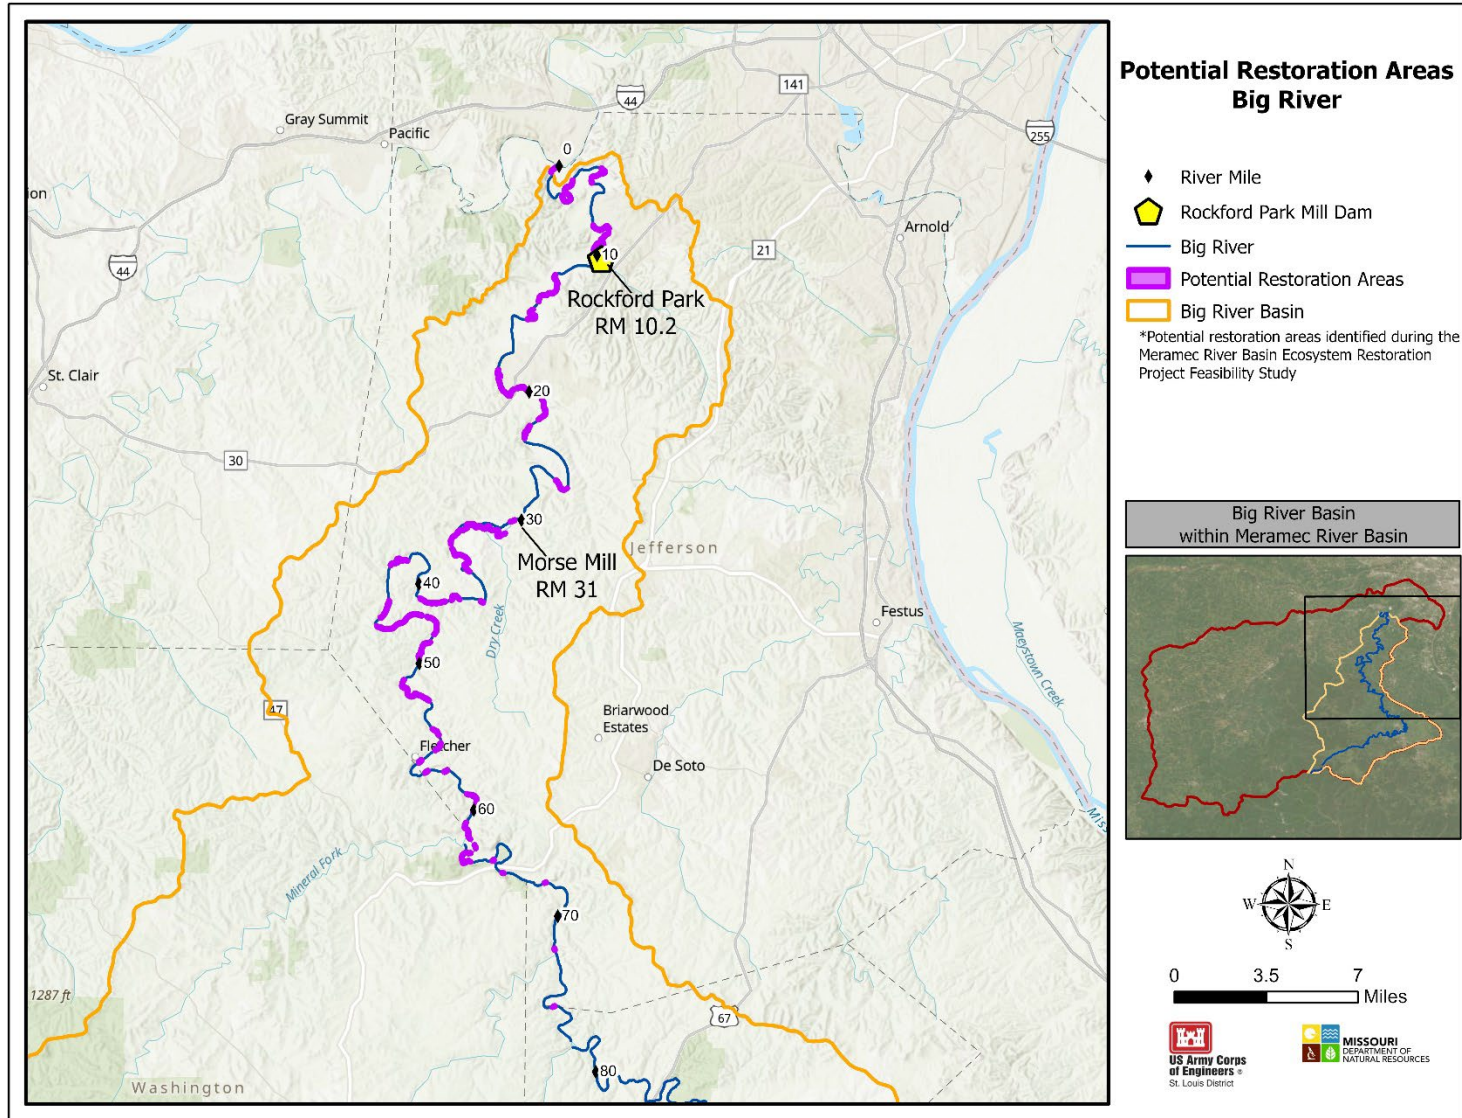 Potential Restoration Areas
Big River
River Mile
Rockford Park Mill Dam
Big River
Potential Restoration Areas
Big River Basin
*Potential restoration areas identified during the
Meramec River Basin Ecosystem Restoration
Project Feasibility Study
Big River Basin
within Meramec River Basin
N
W
E
S
0 3.5 7
Miles
US Army Corps
of Engineers ®
St. Louis District
MISSOURI
DEPARTMENT OF
NATURAL RESOURCES
141
44
Gray Summit
Pacific
255
0
ion
Arnold
21
10
44
Rockford Park
RM 10.2
St. Clair
20
30
30
Jefferson
Morse Mill
RM 31
40
Festus
Dry Creek
Maeystown Creek
50
47
Briarwood
Estates
Fletcher
De Soto
60
Miss
Mineral Fork
70
1287 ft
67
80
Washington